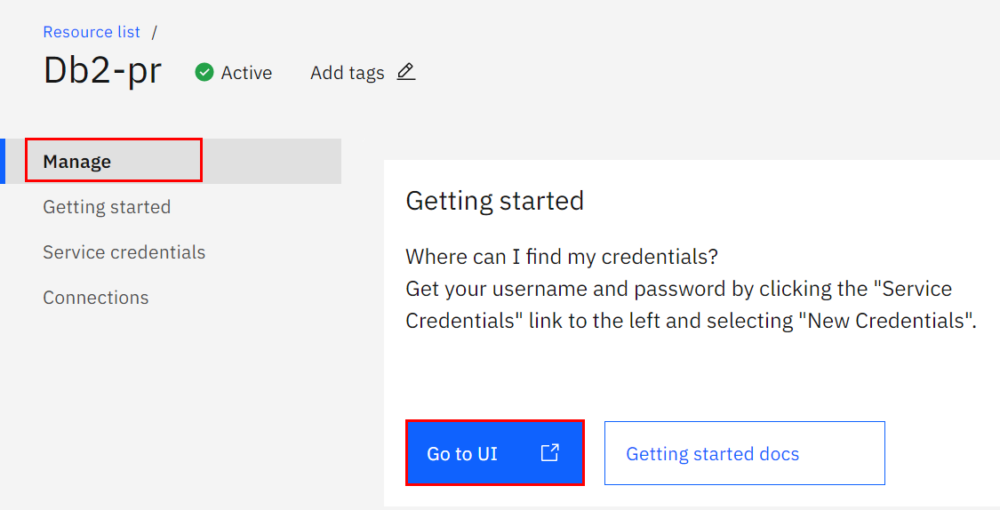 Resource list /
Db2-pr
Active
Add tags
Manage
Getting started
Service credentials
Connections
Getting started
Where can I find my credentials?
Get your username and password by clicking the "Service
Credentials" link to the left and selecting "New Credentials".
Go to UI
Getting started docs